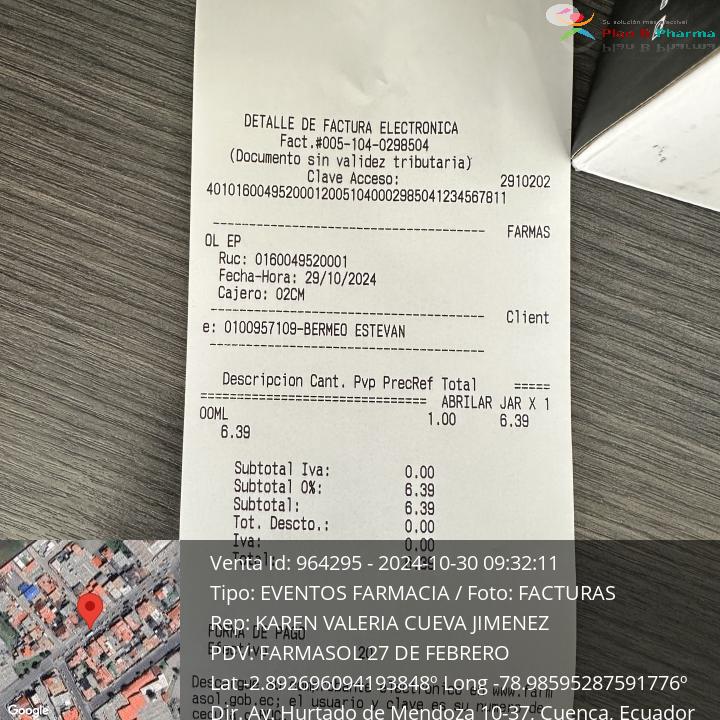 Su solución más accesible
Plan B Pharma
DETALLE DE FACTURA ELECTRONICA
Fact.#005-104-0298504
(Documento sin validez tributaria)
Clave Acceso: 2910202
401016004952000120051040002985041234567811
FARMAS
OL EP
Ruc: 0160049520001
Fecha-Hora: 29/10/2024
Cajero: 02CM
Client
e: 0100957109-BERMEO ESTEVAN
Descripcion Cant. Pvp PrecRef Total =====
============================ ABRILAR JAR X 1
00ML 1.00 6.39
6.39
Subtotal Iva: 0.00
Subtotal 0%: 6.39
Subtotal: 6.39
Tot. Descto.: 0.00
Iva: 0.00
Venta Id: 964295 - 2024-10-30 09:32:11
Tipo: EVENTOS FARMACIA / Foto: FACTURAS
Rep: KAREN VALERIA CUEVA JIMENEZ
FORMA DE PAGO
PDV: FARMASOL27 DE FEBRERO
Lat -2.892696094193848º Long -78.98595287591776º
Dir. Av.Hurtado de Mendoza 10-37, Cuenca, Ecuador
Google